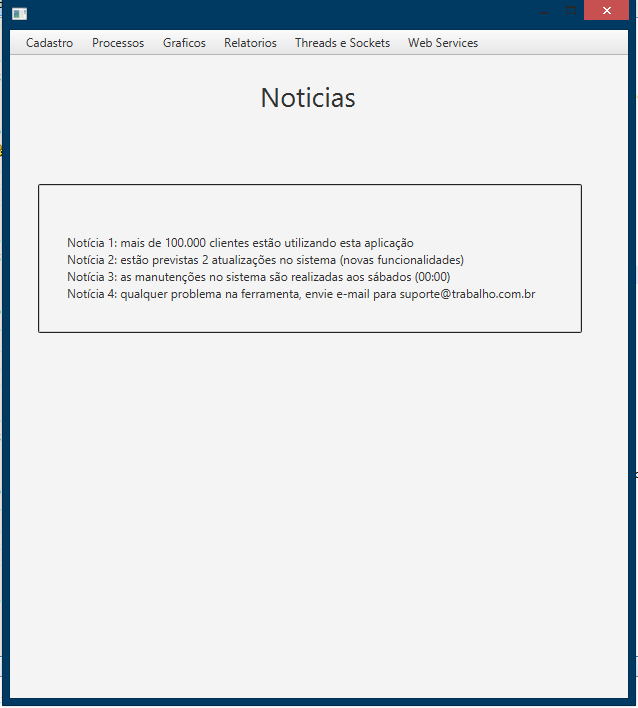 Cadastro Processos Graficos Relatorios Threads e Sockets Web Services
Noticias
Notícia 1: mais de 100.000 clientes estão utilizando esta aplicação
Notícia 2: estão previstas 2 atualizações no sistema (novas funcionalidades)
Notícia 3: as manutenções no sistema são realizadas aos sábados (00:00)
Notícia 4: qualquer problema na ferramenta, envie e-mail para suporte@trabalho.com.br